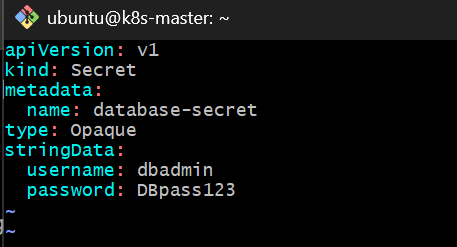 ubuntu@k8s-master: ~
apiVersion: v1
kind: Secret
metadata:
  name: database-secret
type: Opaque
stringData:
  username: dbadmin
  password: DBpass123
~
~